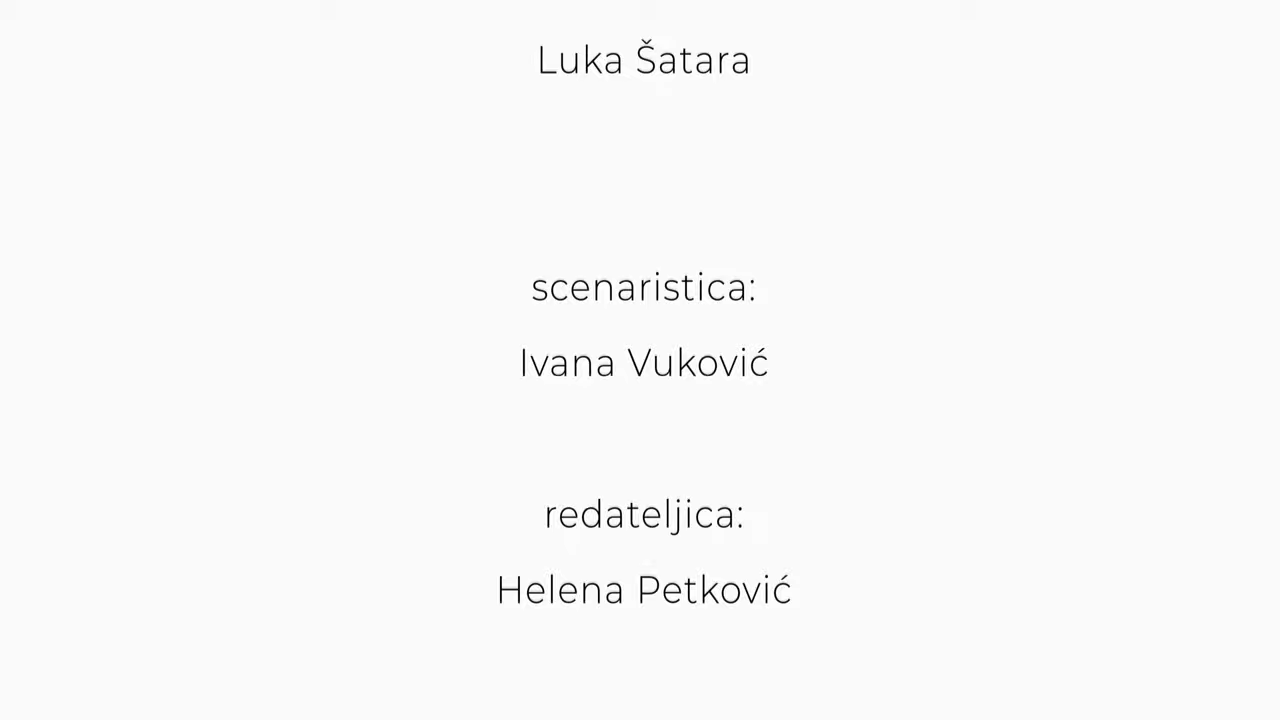 Luka Šatara
scenaristica:
Ivana Vuković
redateljica:
Helena Petković